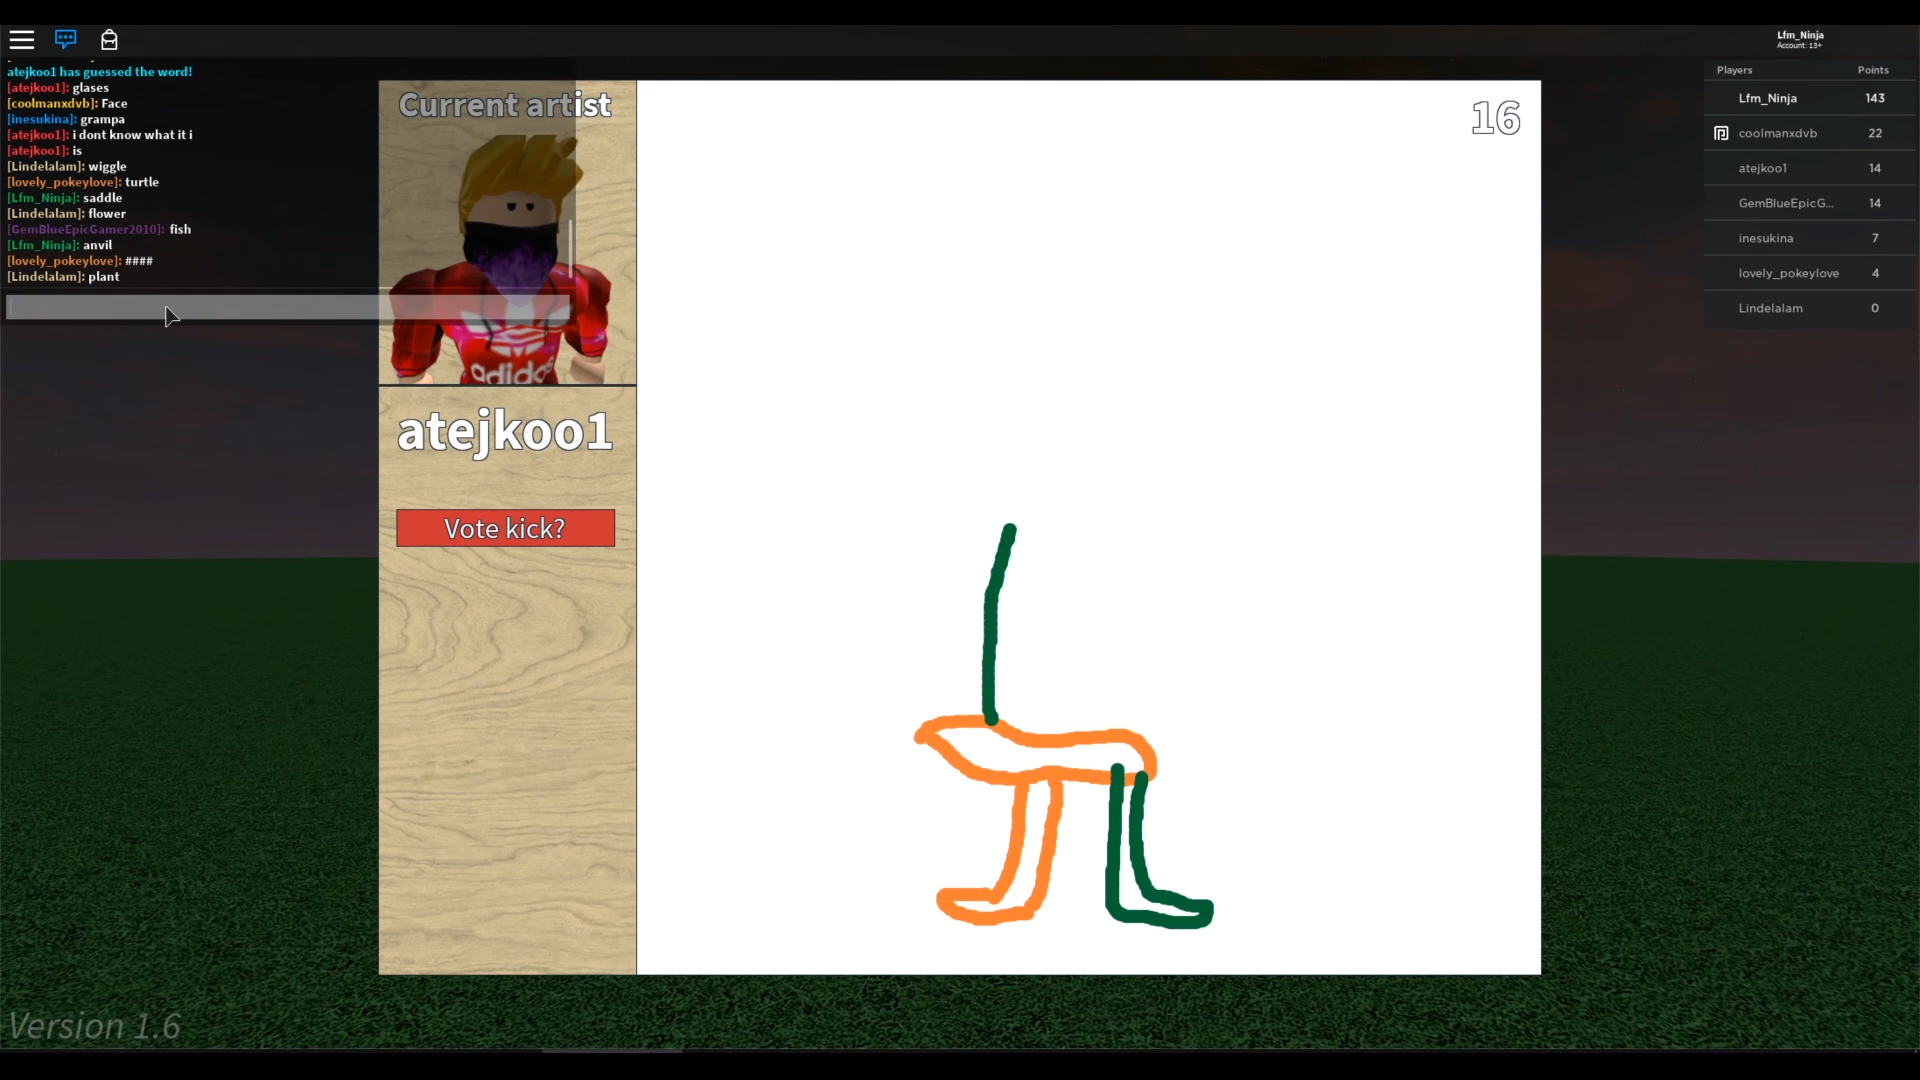 Lfm_Ninja
Account: 13+
atejkoo1 has guessed the word!
[atejkoo1]: glases
[coolmanxdvb]: Face
[inesukina]: grampa
[atejkoo1]: i dont know what it i
[atejkoo1]: is
[Lindelalam]: wiggle
[lovely_pokeylove]: turtle
[Lfm_Ninja]: saddle
[Lindelalam]: flower
[GemBlueEpicGamer2010]: fish
[Lfm_Ninja]: anvil
[lovely_pokeylove]: ####
[Lindelalam]: plant
Current artist
adidas
atejkoo1
Vote kick?
16
Players Points
Lfm_Ninja 143
coolmanxdvb 22
atejkoo1 14
GemBlueEpicG... 14
inesukina 7
lovely_pokeylove 4
Lindelalam 0
Version 1.6